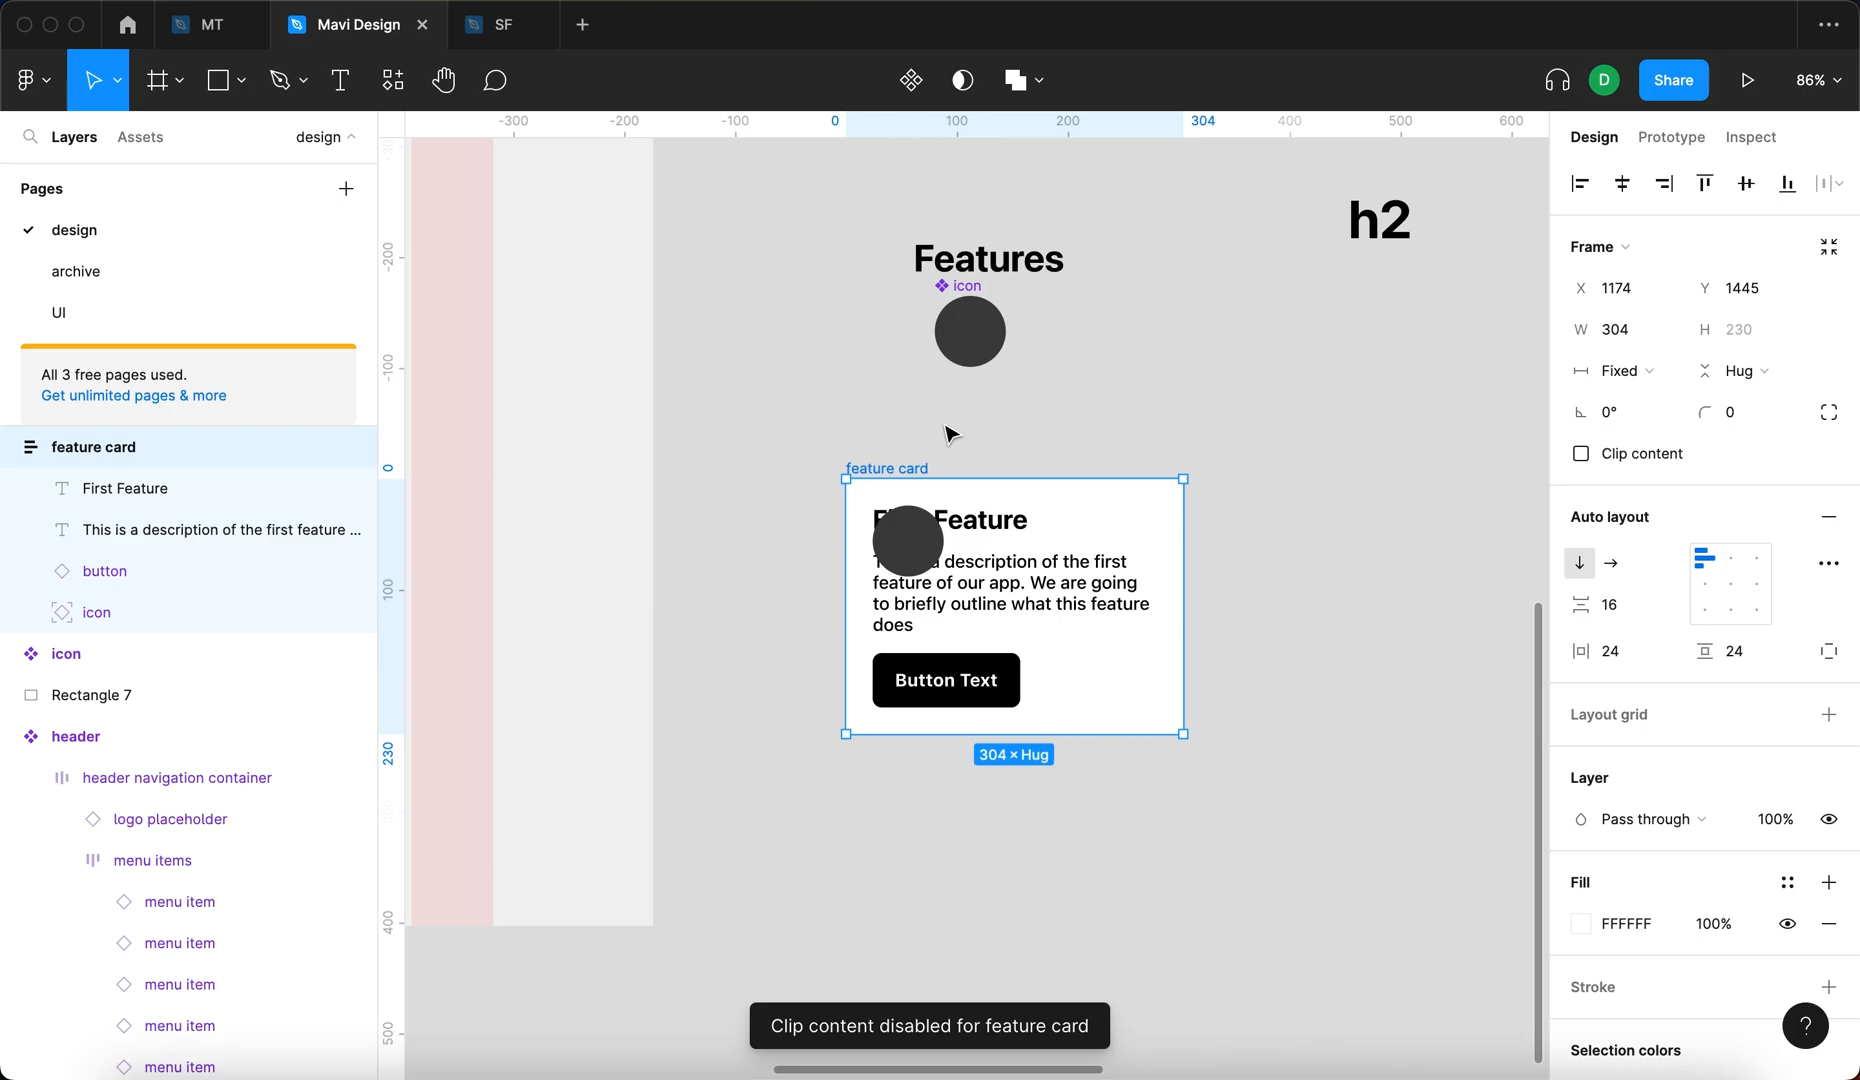 MT
Mavi Design
SF
Share
D
86%
Layers
Assets
design
Pages
design
archive
UI
All 3 free pages used.
Get unlimited pages & more
feature card
First Feature
This is a description of the first feature ...
button
icon
icon
Rectangle 7
header
header navigation container
logo placeholder
menu items
menu item
menu item
menu item
menu item
menu item
-300
-200
-100
0
100
200
304
400
500
600
-200
-100
0
100
230
400
500
h2
Features
icon
feature card
Feature
description of the first
feature of our app. We are going
to briefly outline what this feature
does
Button Text
304 × Hug
Clip content disabled for feature card
Design
Prototype
Inspect
Frame
X 1174
Y 1445
W 304
H 230
Fixed
Hug
0°
0
Clip content
Auto layout
16
24
24
Layout grid
Layer
Pass through
100%
Fill
FFFFFF
100%
Stroke
?
Selection colors